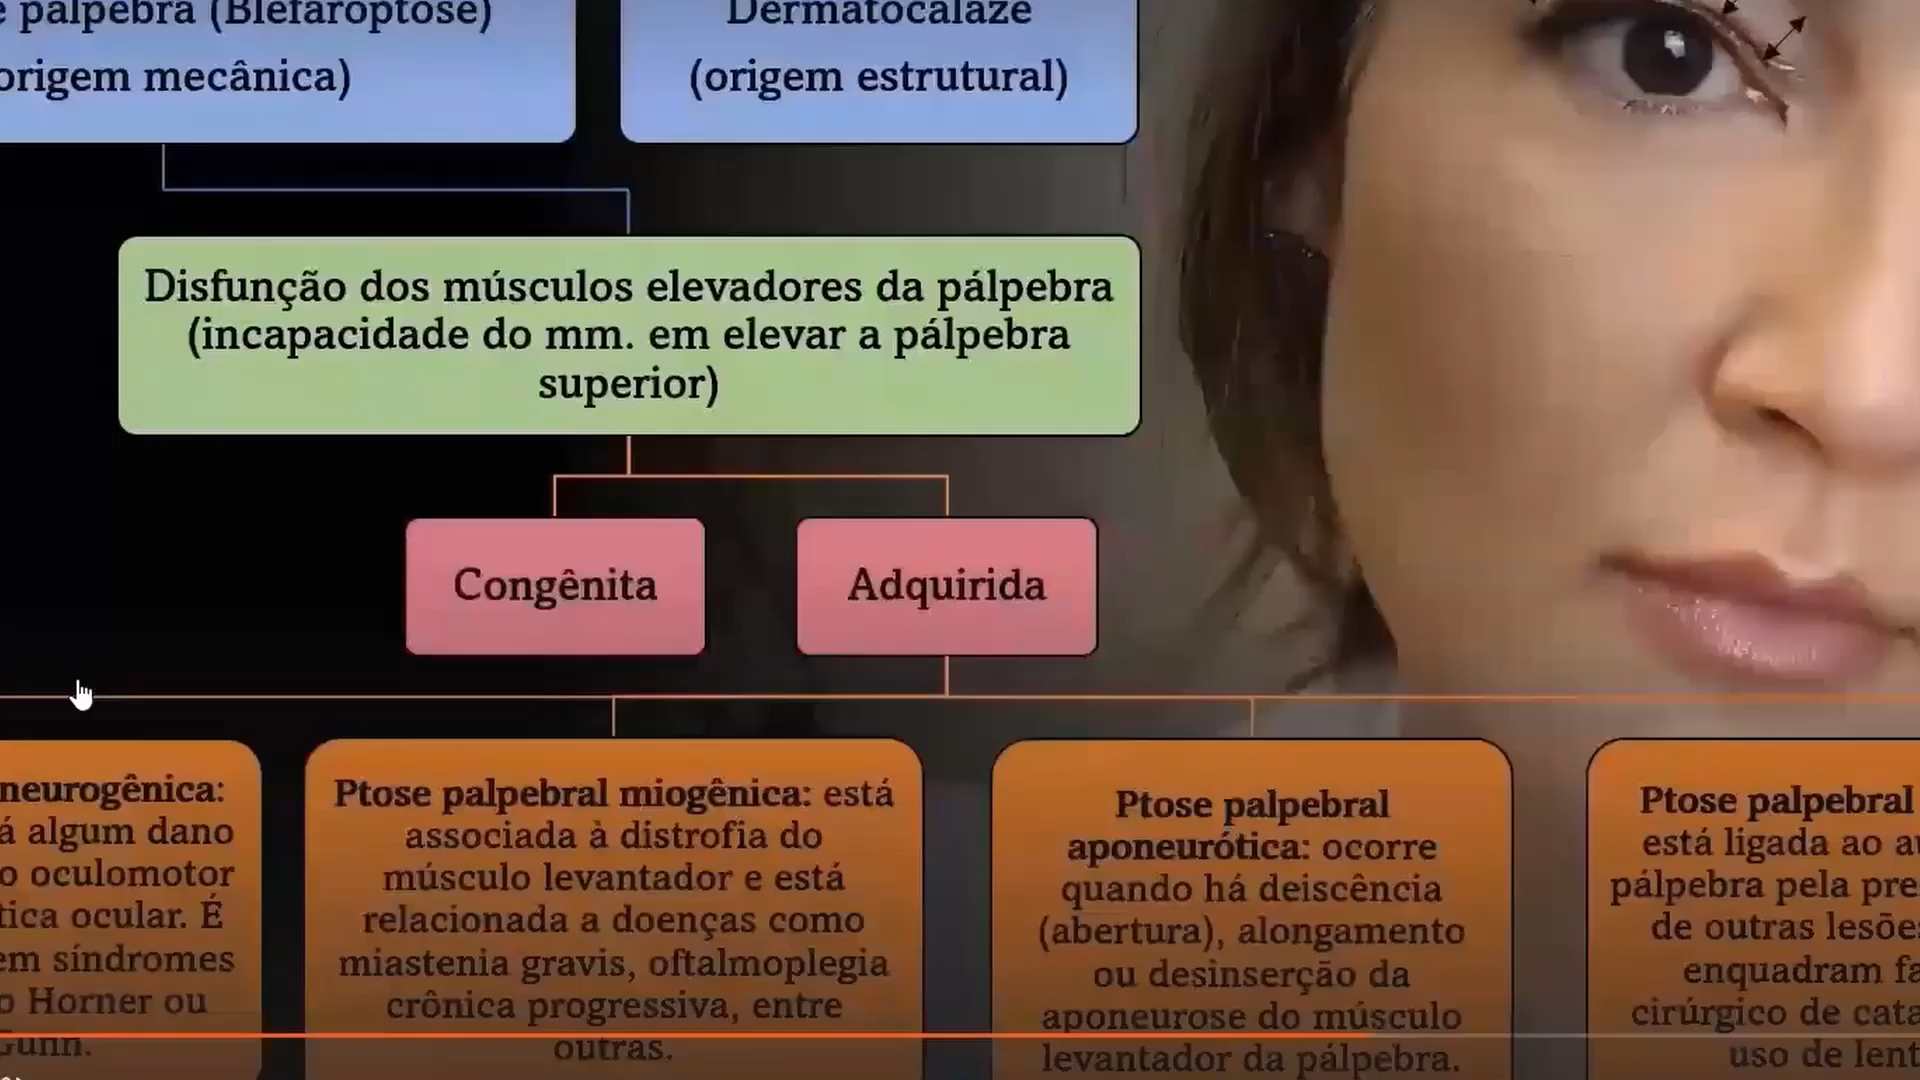 e pálpebra (Blefaroptose)
origem mecânica)
Dermatocalaze
(origem estrutural)
Disfunção dos músculos elevadores da pálpebra
(incapacidade do mm. em elevar a pálpebra
superior)
Congênita
Adquirida
neurogênica:
á algum dano
o oculomotor
tica ocular. É
em síndromes
o Horner ou
Gunn.
Ptose palpebral miogênica: está
associada à distrofia do
músculo levantador e está
relacionada a doenças como
miastenia gravis, oftalmoplegia
crônica progressiva, entre
outras.
Ptose palpebral
aponeurótica: ocorre
quando há deiscência
(abertura), alongamento
ou desinserção da
aponeurose do músculo
levantador da pálpebra.
Ptose palpebral
está ligada ao au
pálpebra pela pre
de outras lesõe
enquadram fa
cirúrgico de cata
uso de lent